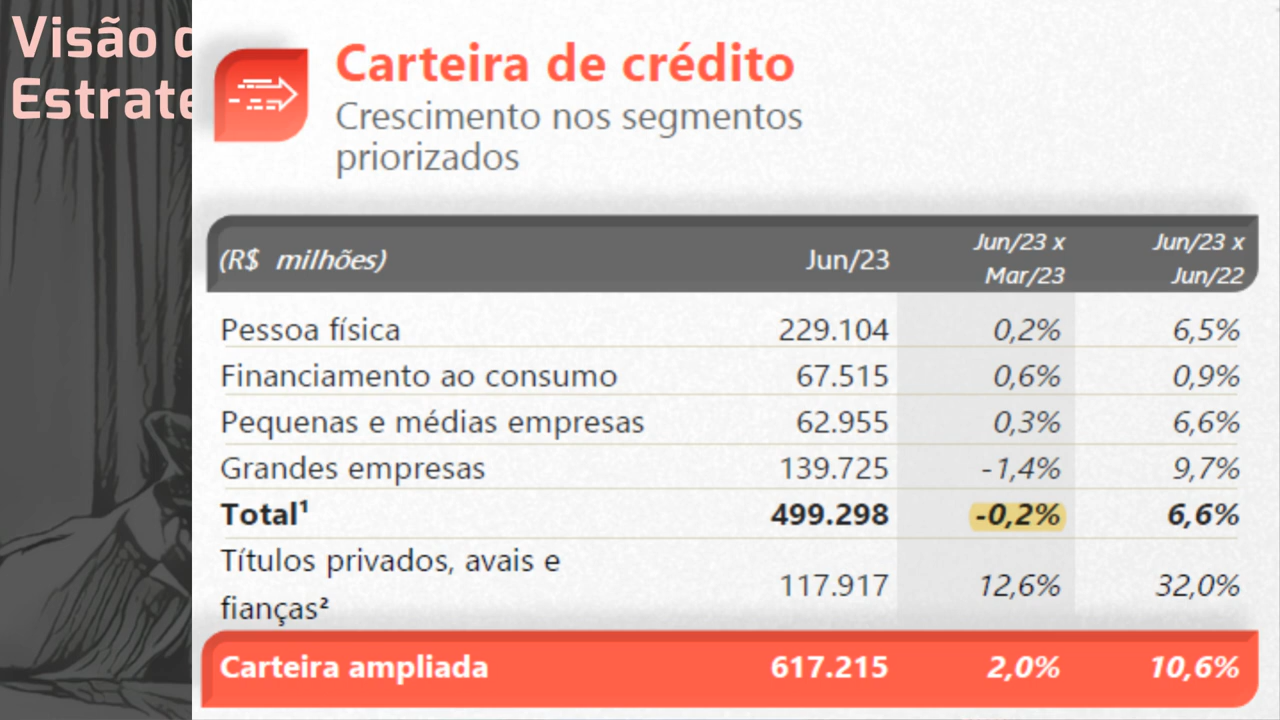 Visão
Estrate
Carteira de crédito
Crescimento nos segmentos
priorizados
(R$ milhões) Jun/23 Jun/23 x Mar/23 Jun/23 x Jun/22
Pessoa física 229.104 0,2% 6,5%
Financiamento ao consumo 67.515 0,6% 0,9%
Pequenas e médias empresas 62.955 0,3% 6,6%
Grandes empresas 139.725 -1,4% 9,7%
Total¹ 499.298 -0,2% 6,6%
Títulos privados, avais e
fianças² 117.917 12,6% 32,0%
Carteira ampliada 617.215 2,0% 10,6%